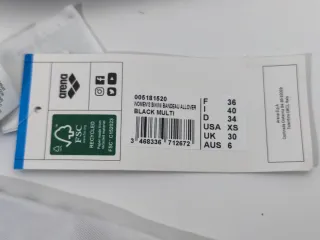 arena
FSC
RECYCLED
005181520
WOMEN'S BIKINI BANDEAU ALLOVER
BLACK MULTI
3 468336 712672
F 36
I 40
D 34
USA XS
UK 30
AUS 6